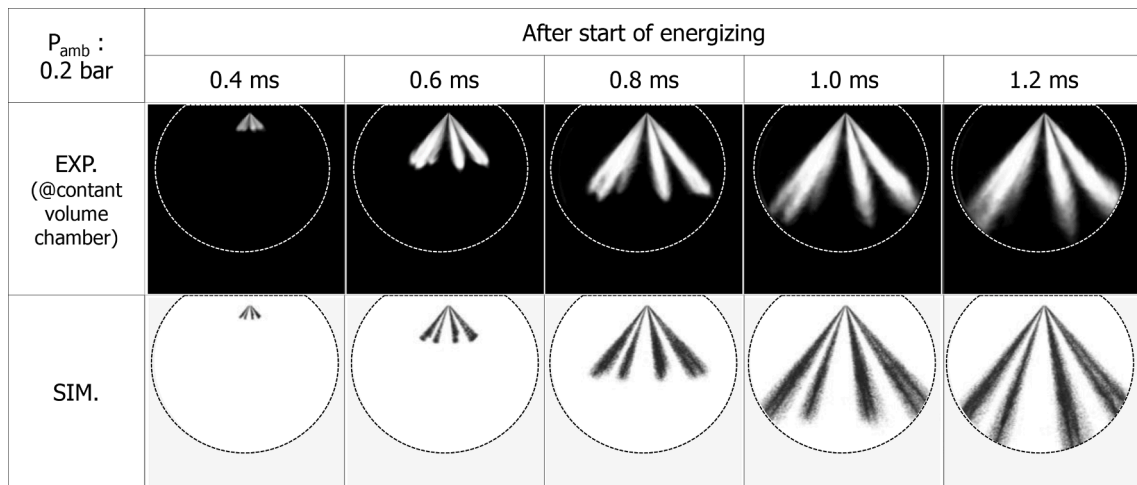 P_amb :
0.2 bar
After start of energizing
0.4 ms
0.6 ms
0.8 ms
1.0 ms
1.2 ms
EXP.
(@contant
volume
chamber)
SIM.